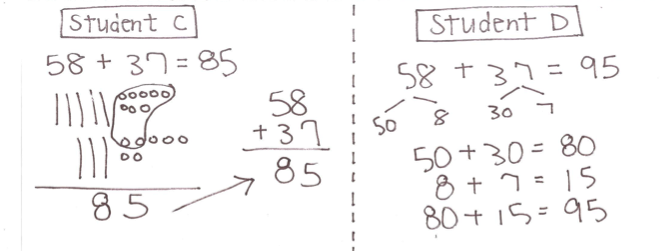 Student C
58 + 37 = 85
58
+ 37
85
85
Student D
58 + 37 = 95
50 8 30 7
50 + 30 = 80
8 + 7 = 15
80 + 15 = 95